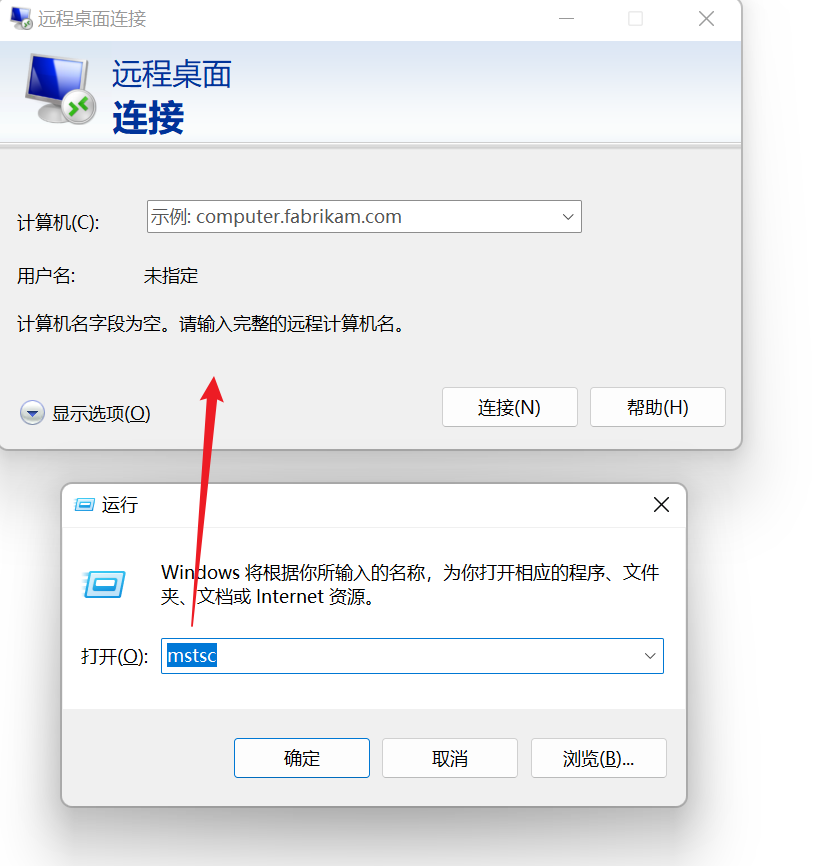 远程桌面连接
远程桌面
连接
计算机(C):
示例: computer.fabrikam.com
用户名:
未指定
计算机名字段为空。请输入完整的远程计算机名。
显示选项(O)
连接(N)
帮助(H)
运行
Windows 将根据你所输入的名称，为你打开相应的程序、文件
夹、文档或 Internet 资源。
打开(O):
mstsc
确定
取消
浏览(B)...